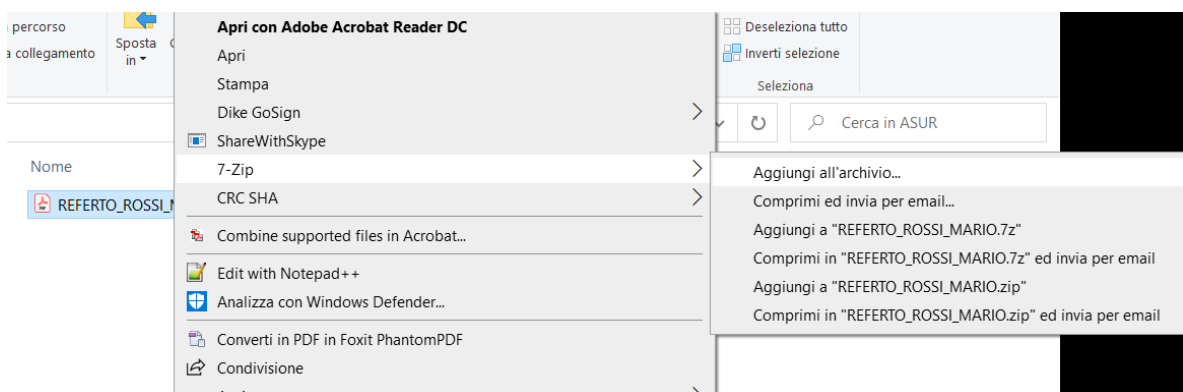 percorso
a collegamento
Sposta
in
Nome
REFERTO_ROSSI_
Apri con Adobe Acrobat Reader DC
Apri
Stampa
Dike GoSign
ShareWithSkype
7-Zip
CRC SHA
Combine supported files in Acrobat...
Edit with Notepad++
Analizza con Windows Defender...
Converti in PDF in Foxit PhantomPDF
Condivisione
Deseleziona tutto
Inverti selezione
Seleziona
Cerca in ASUR
Aggiungi all'archivio...
Comprimi ed invia per email...
Aggiungi a "REFERTO_ROSSI_MARIO.7z"
Comprimi in "REFERTO_ROSSI_MARIO.7z" ed invia per email
Aggiungi a "REFERTO_ROSSI_MARIO.zip"
Comprimi in "REFERTO_ROSSI_MARIO.zip" ed invia per email